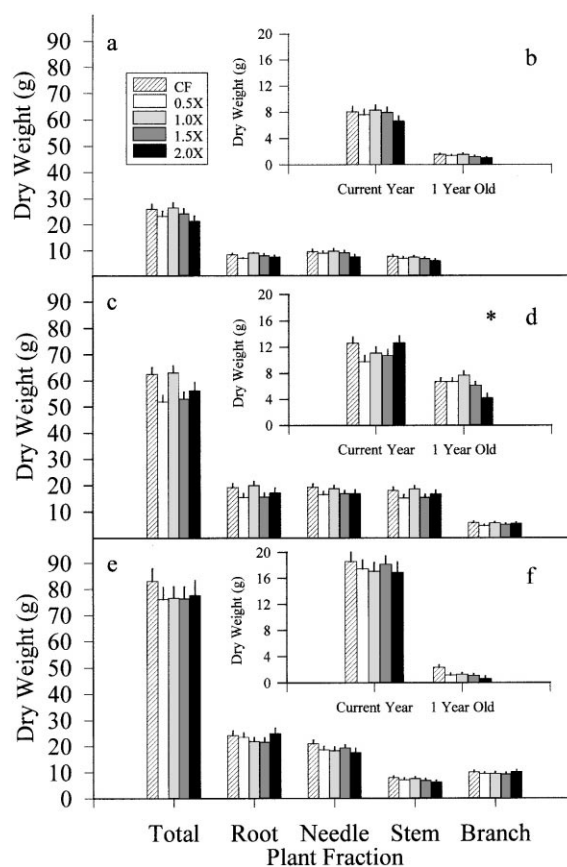 a
b
CF
0.5X
1.0X
1.5X
2.0X
Dry Weight (g)
90
80
70
60
50
40
30
20
10
Dry Weight (g)
20
16
12
8
4
0
Current Year
1 Year Old
c
* d
Dry Weight (g)
90
80
70
60
50
40
30
20
10
Dry Weight (g)
20
16
12
8
4
0
Current Year
1 Year Old
e
f
Dry Weight (g)
90
80
70
60
50
40
30
20
10
0
Dry Weight (g)
20
16
12
8
4
0
Current Year
1 Year Old
Total Root Needle Stem Branch
Plant Fraction